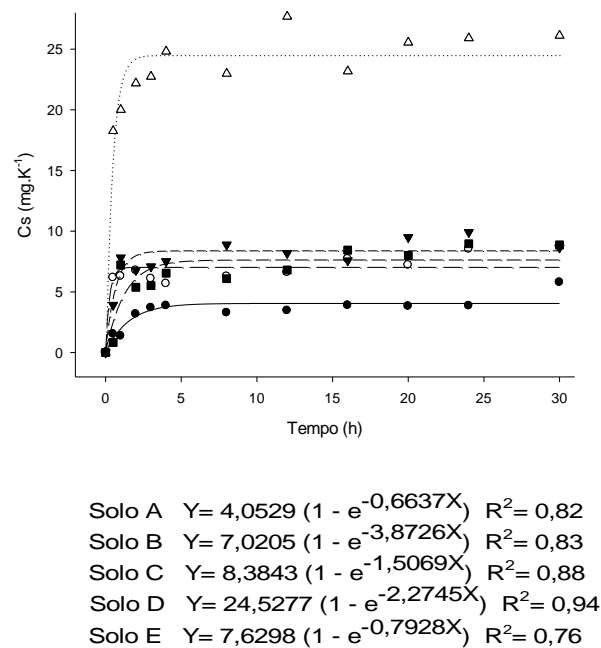 25
20
15
10
5
0
Cs (mg.K⁻¹)
0 5 10 15 20 25 30
Tempo (h)
Solo A Y= 4,0529 (1 - e^-0,6637X) R²= 0,82
Solo B Y= 7,0205 (1 - e^-3,8726X) R²= 0,83
Solo C Y= 8,3843 (1 - e^-1,5069X) R²= 0,88
Solo D Y= 24,5277 (1 - e^-2,2745X) R²= 0,94
Solo E Y= 7,6298 (1 - e^-0,7928X) R²= 0,76